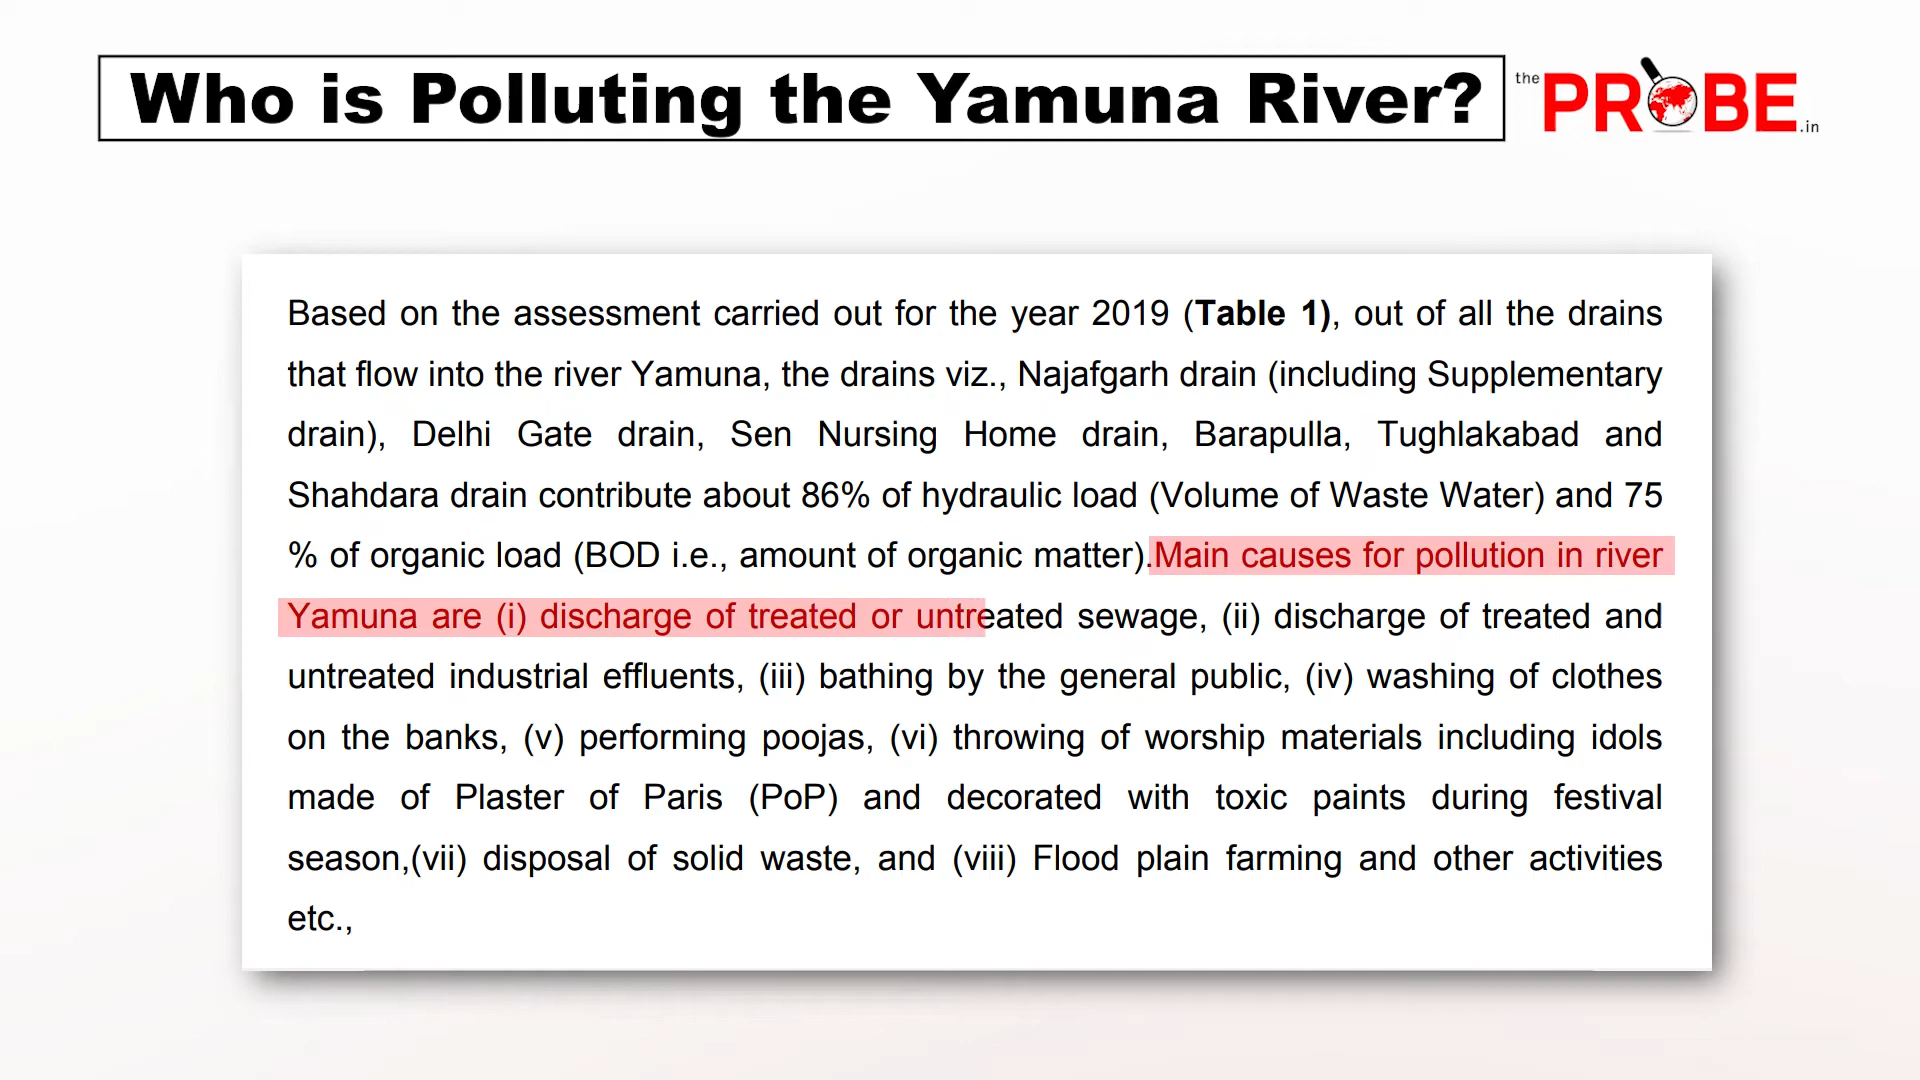 Who is Polluting the Yamuna River?
the PROBE.in
Based on the assessment carried out for the year 2019 (Table 1), out of all the drains
that flow into the river Yamuna, the drains viz., Najafgarh drain (including Supplementary
drain), Delhi Gate drain, Sen Nursing Home drain, Barapulla, Tughlakabad and
Shahdara drain contribute about 86% of hydraulic load (Volume of Waste Water) and 75
% of organic load (BOD i.e., amount of organic matter).Main causes for pollution in river
Yamuna are (i) discharge of treated or untreated sewage, (ii) discharge of treated and
untreated industrial effluents, (iii) bathing by the general public, (iv) washing of clothes
on the banks, (v) performing poojas, (vi) throwing of worship materials including idols
made of Plaster of Paris (PoP) and decorated with toxic paints during festival
season,(vii) disposal of solid waste, and (viii) Flood plain farming and other activities
etc.,